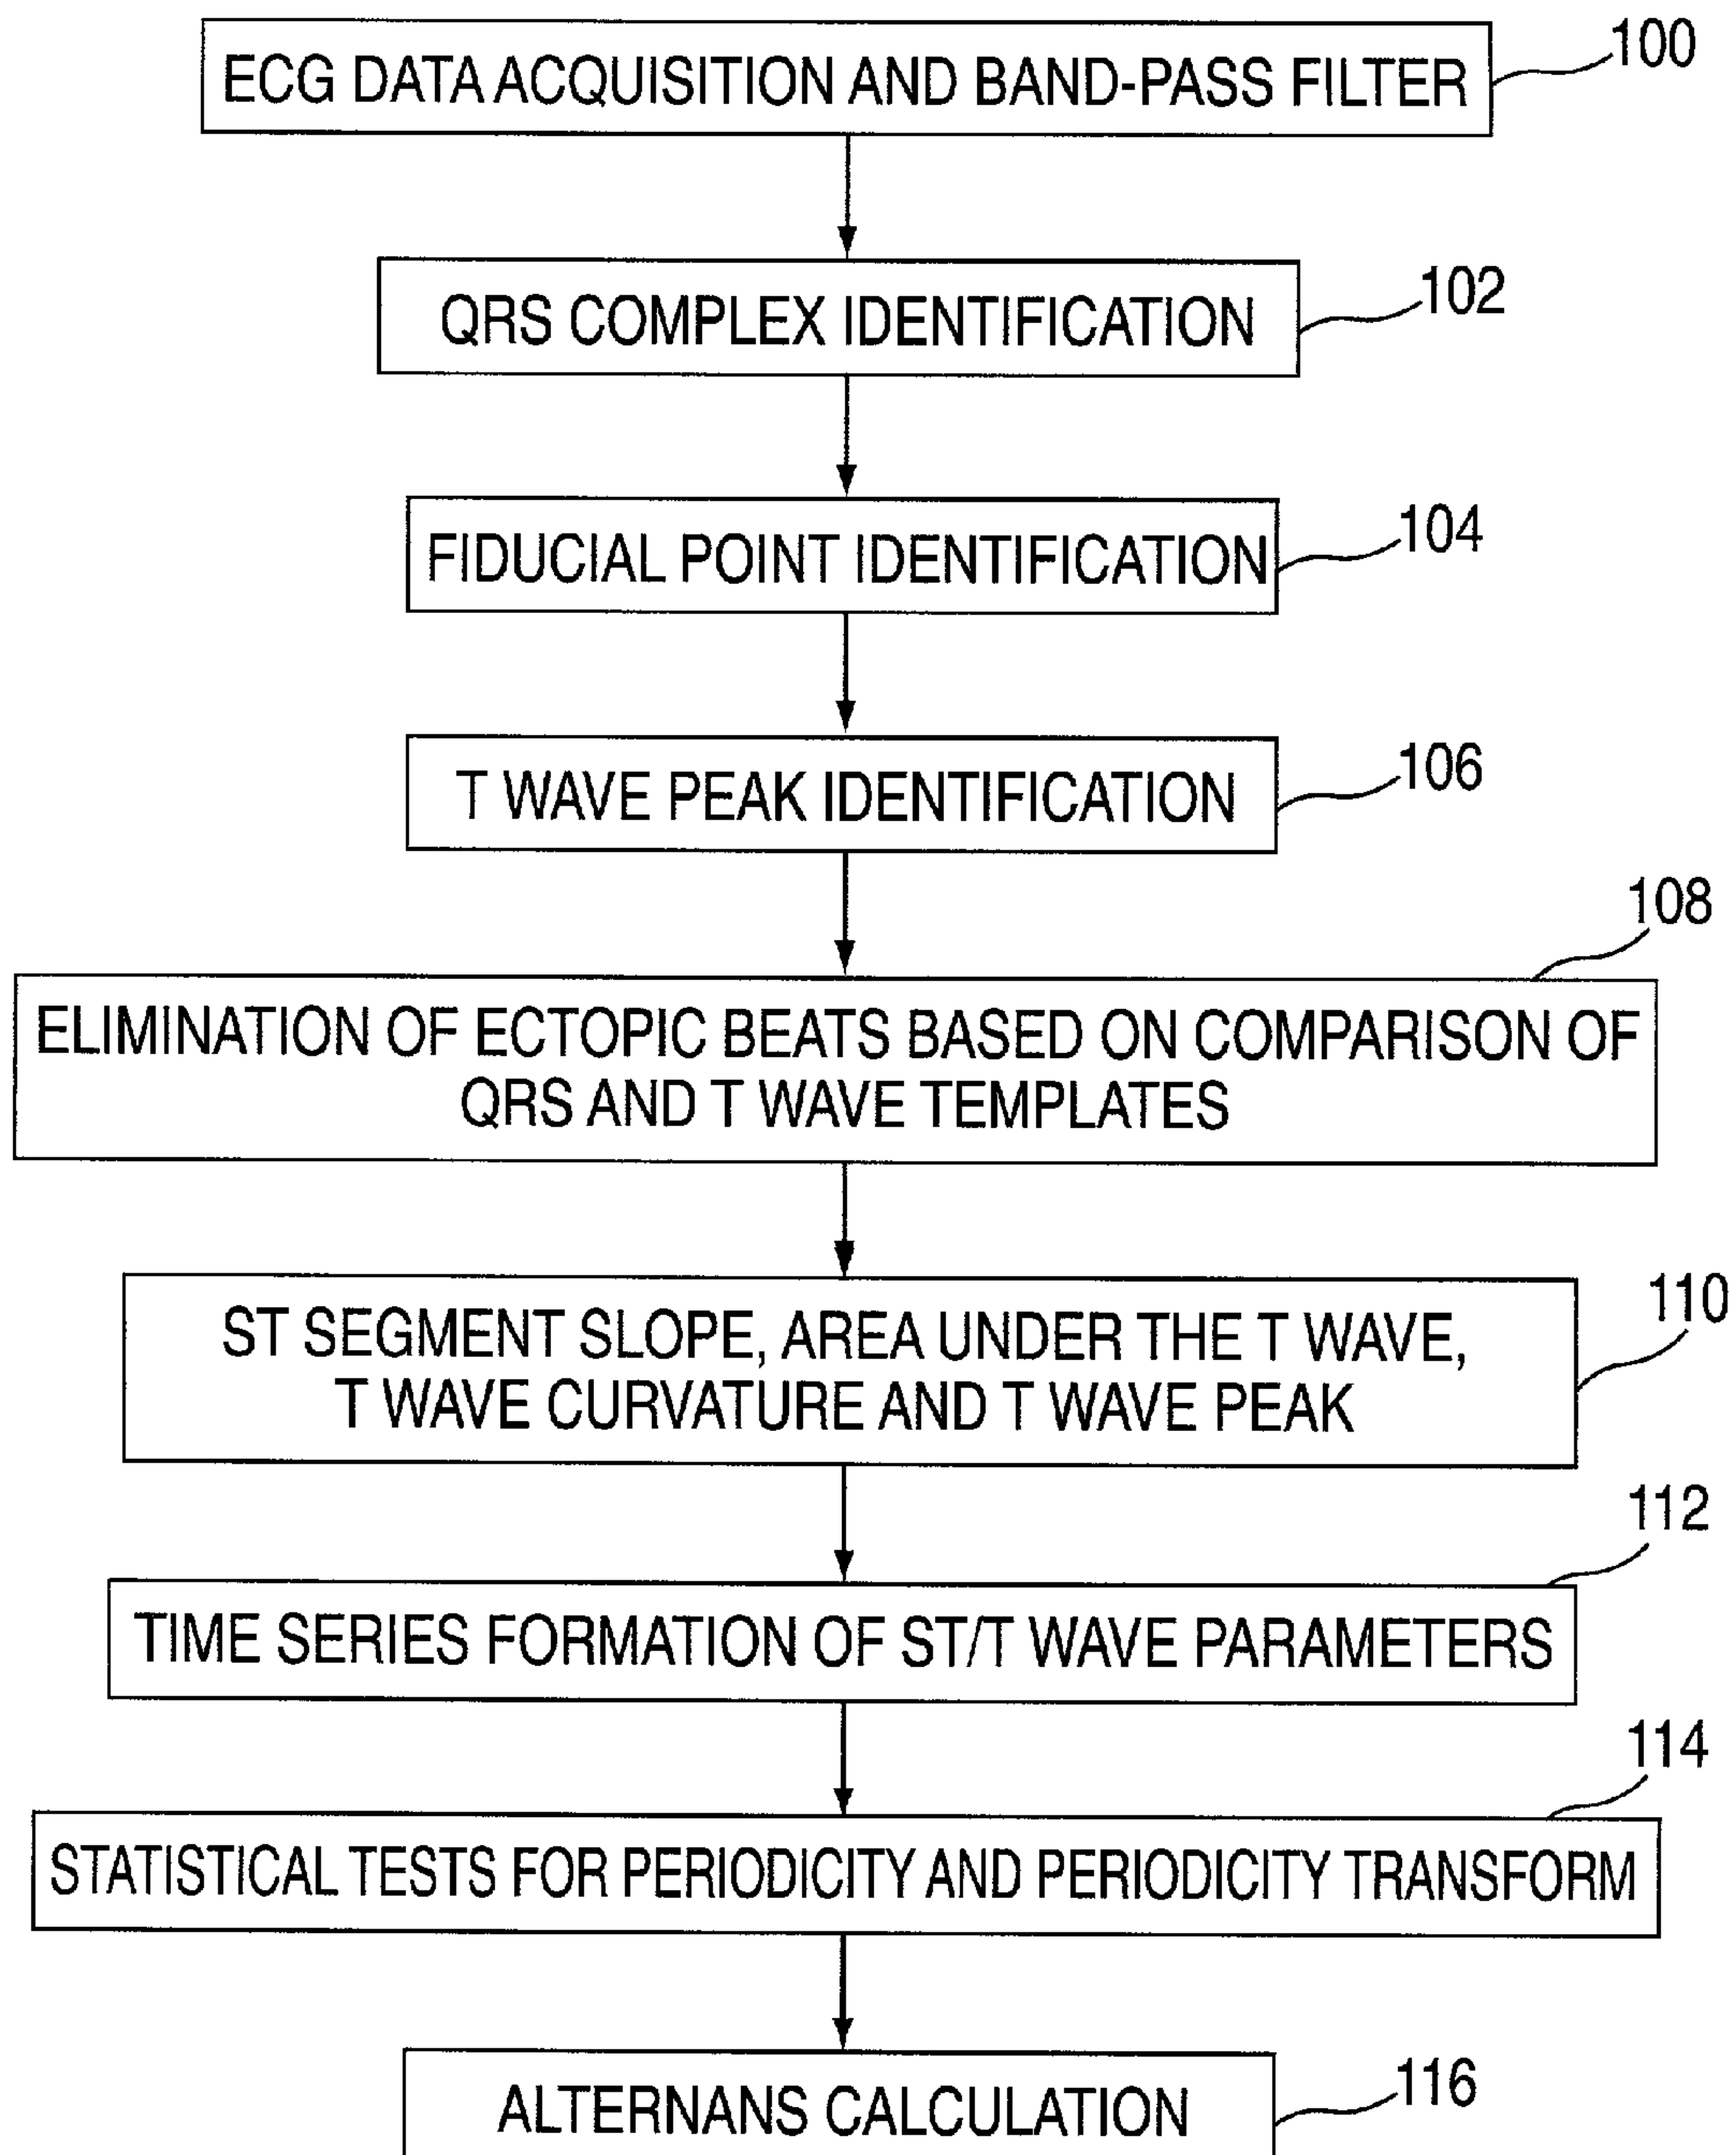 ECG DATA ACQUISITION AND BAND-PASS FILTER
100
QRS COMPLEX IDENTIFICATION
102
FIDUCIAL POINT IDENTIFICATION
104
T WAVE PEAK IDENTIFICATION
106
108
ELIMINATION OF ECTOPIC BEATS BASED ON COMPARISON OF
QRS AND T WAVE TEMPLATES
110
ST SEGMENT SLOPE, AREA UNDER THE T WAVE,
T WAVE CURVATURE AND T WAVE PEAK
112
TIME SERIES FORMATION OF ST/T WAVE PARAMETERS
114
STATISTICAL TESTS FOR PERIODICITY AND PERIODICITY TRANSFORM
ALTERNANS CALCULATION
116